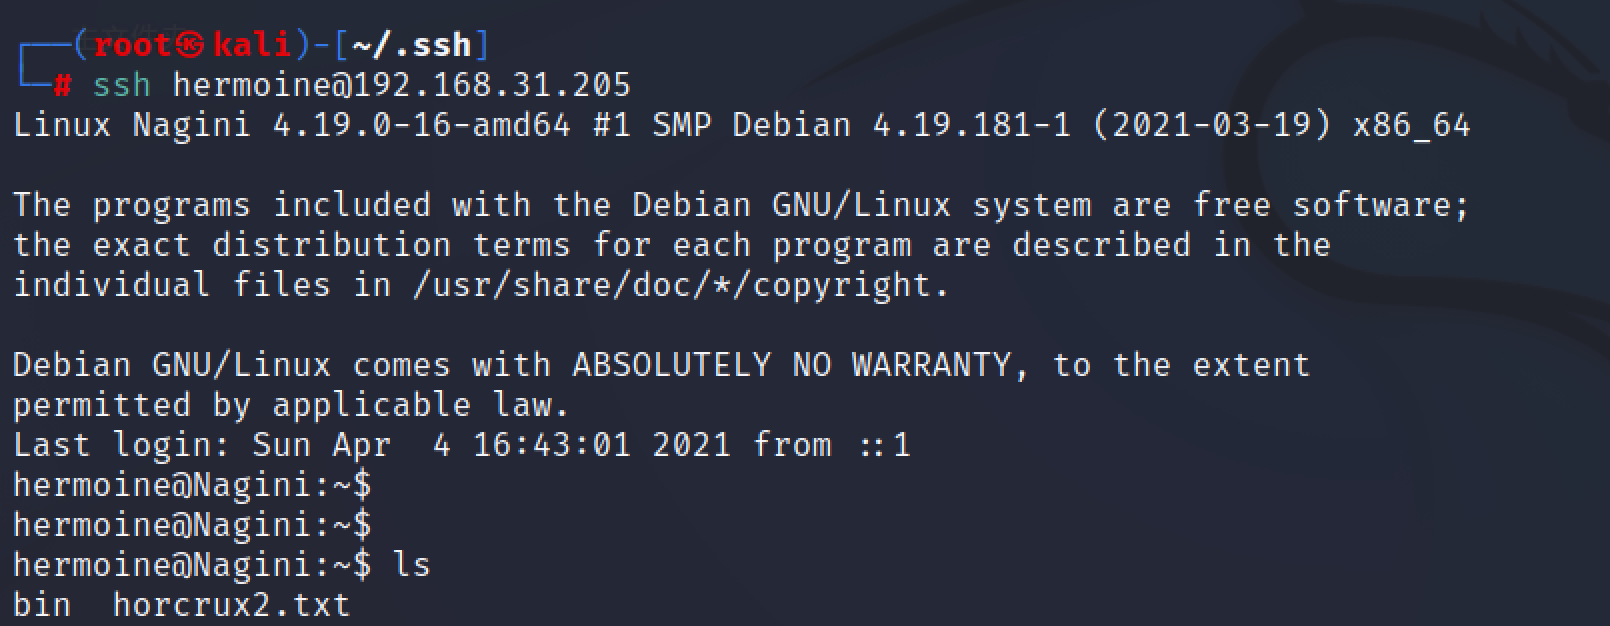 ┌──(root㉿kali)-[~/.ssh]
└─# ssh hermoine@192.168.31.205
Linux Nagini 4.19.0-16-amd64 #1 SMP Debian 4.19.181-1 (2021-03-19) x86_64
The programs included with the Debian GNU/Linux system are free software;
the exact distribution terms for each program are described in the
individual files in /usr/share/doc/*/copyright.
Debian GNU/Linux comes with ABSOLUTELY NO WARRANTY, to the extent
permitted by applicable law.
Last login: Sun Apr  4 16:43:01 2021 from ::1
hermoine@Nagini:~$
hermoine@Nagini:~$
hermoine@Nagini:~$ ls
bin  horcrux2.txt